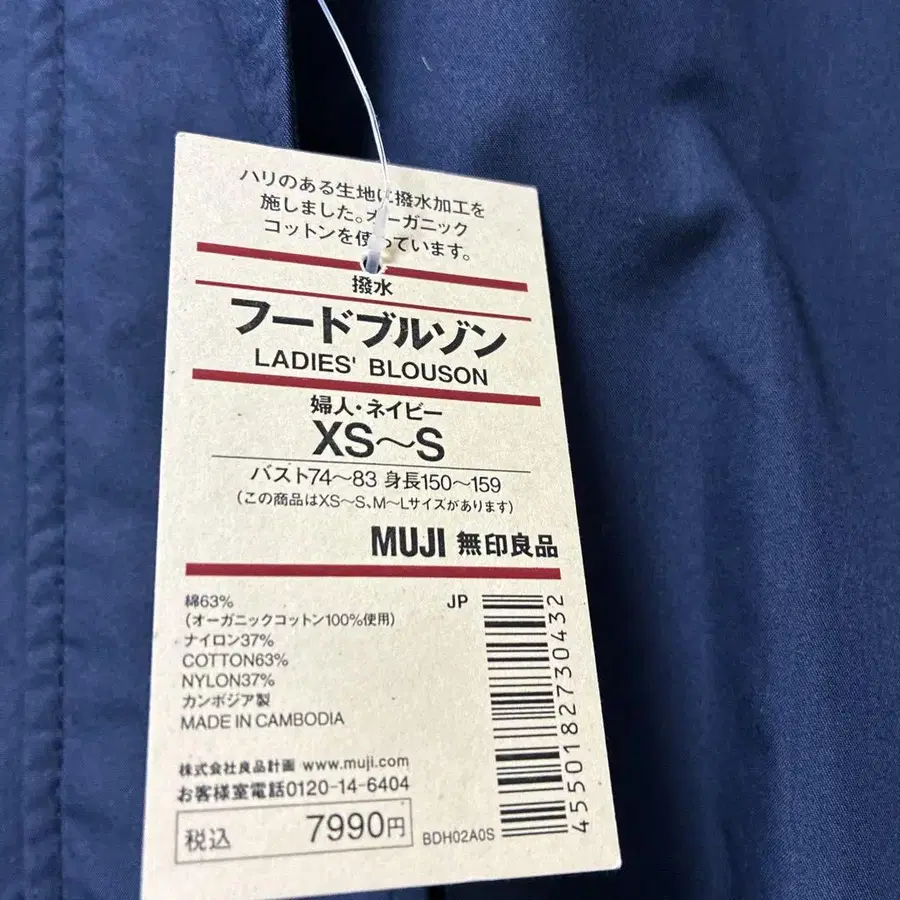 ハリのある生地に撥水加工を
施しました。オーガニック
コットンを使っています。
撥水
フードブルゾン
LADIES' BLOUSON
婦人・ネイビー
XS〜S
バスト74〜83 身長150〜159
(この商品はXS〜S、M〜Lサイズがあります)
MUJI 無印良品
綿63%
(オーガニックコットン100%使用)
ナイロン37%
COTTON63%
NYLON37%
カンボジア製
MADE IN CAMBODIA
株式会社良品計画 www.muji.com
お客様室電話0120-14-6404
税込 7990円
JP
4550182730432
BDH02A0S